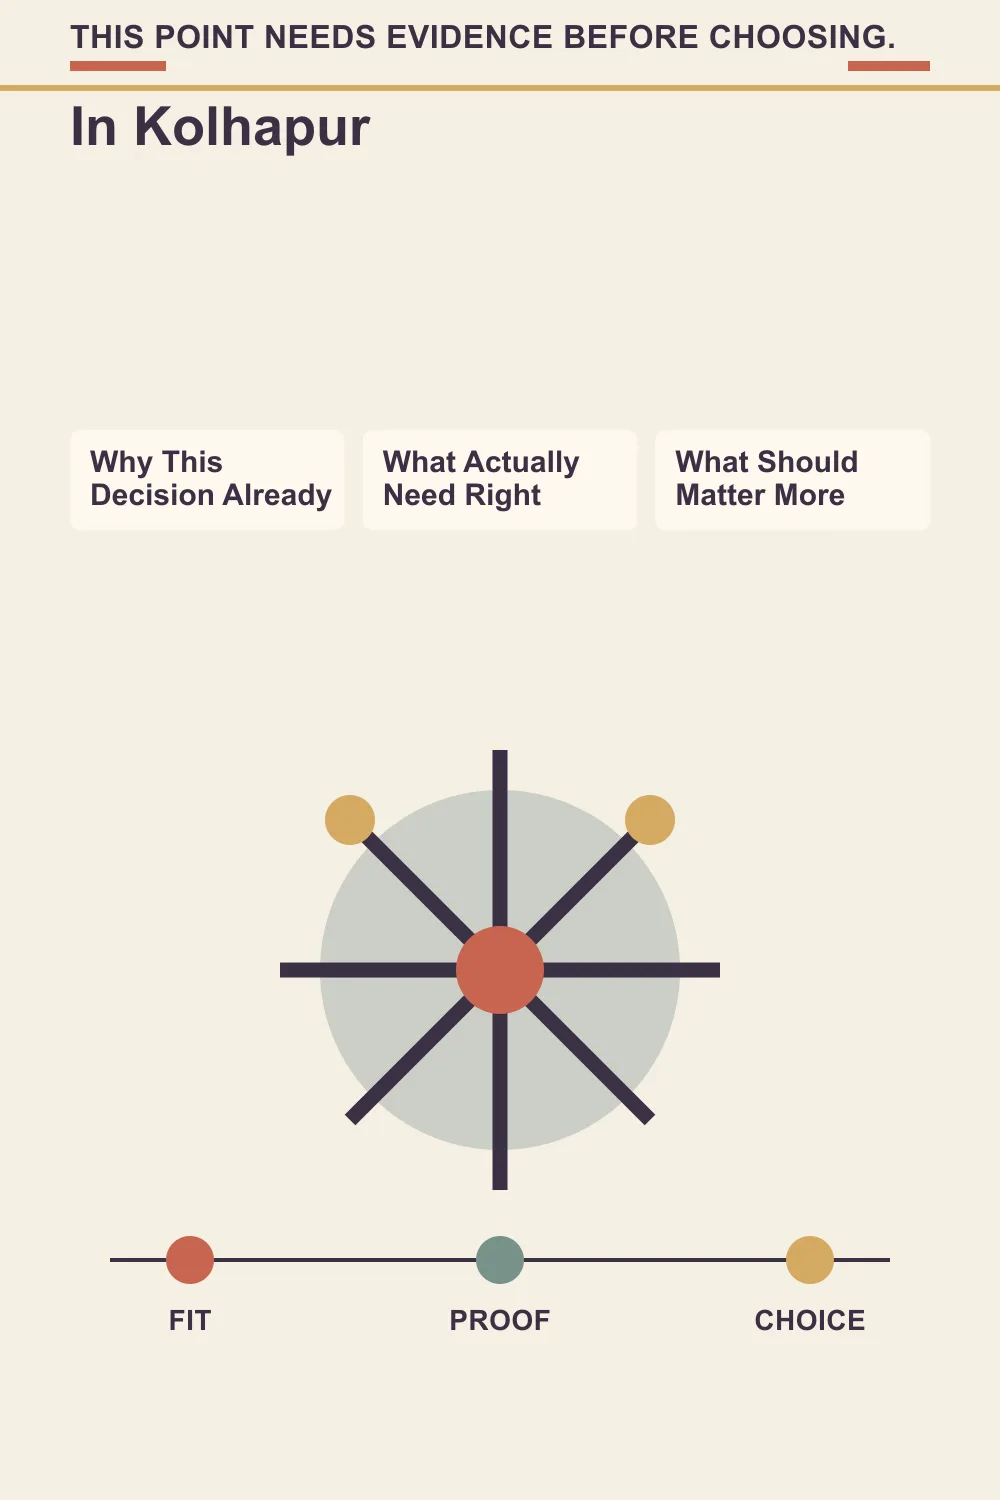 THIS POINT NEEDS EVIDENCE BEFORE CHOOSING.
In Kolhapur
Why This
Decision Already
What Actually
Need Right
What Should
Matter More
FIT
PROOF
CHOICE